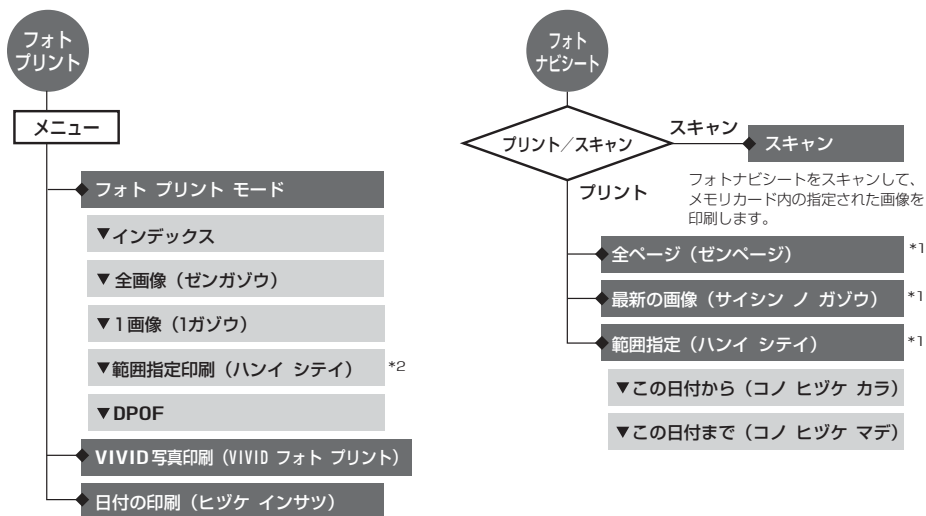 フォト
プリント
メニュー
フォト プリント モード
▼インデックス
▼全画像（ゼンガゾウ）
▼1画像（1ガゾウ）
▼範囲指定印刷（ハンイ シテイ） *2
▼DPOF
VIVID写真印刷（VIVID フォト プリント）
日付の印刷（ヒヅケ インサツ）
フォト
ナビシート
プリント／スキャン
スキャン
スキャン
フォトナビシートをスキャンして、
メモリカード内の指定された画像を
印刷します。
プリント
全ページ（ゼンページ） *1
最新の画像（サイシン ノ ガゾウ） *1
範囲指定（ハンイ シテイ） *1
▼この日付から（コノ ヒヅケ カラ）
▼この日付まで（コノ ヒヅケ マデ）